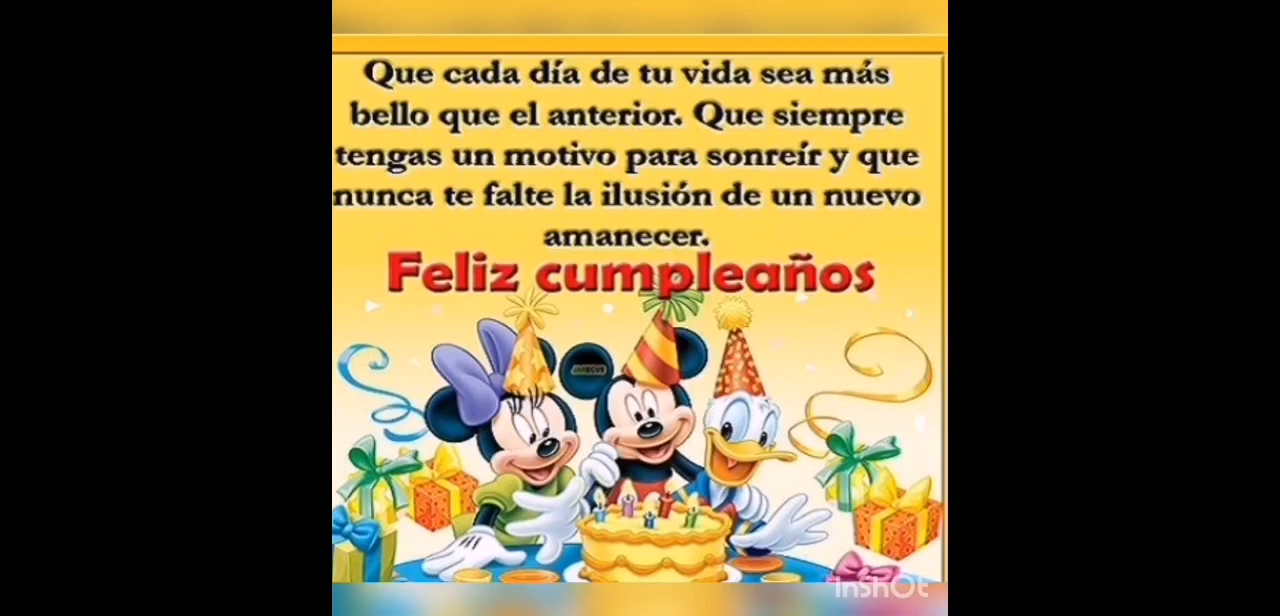 Que cada día de tu vida sea más
bello que el anterior. Que siempre
tengas un motivo para sonreír y que
nunca te falte la ilusión de un nuevo
amanecer.
Feliz cumpleaños
InShOt